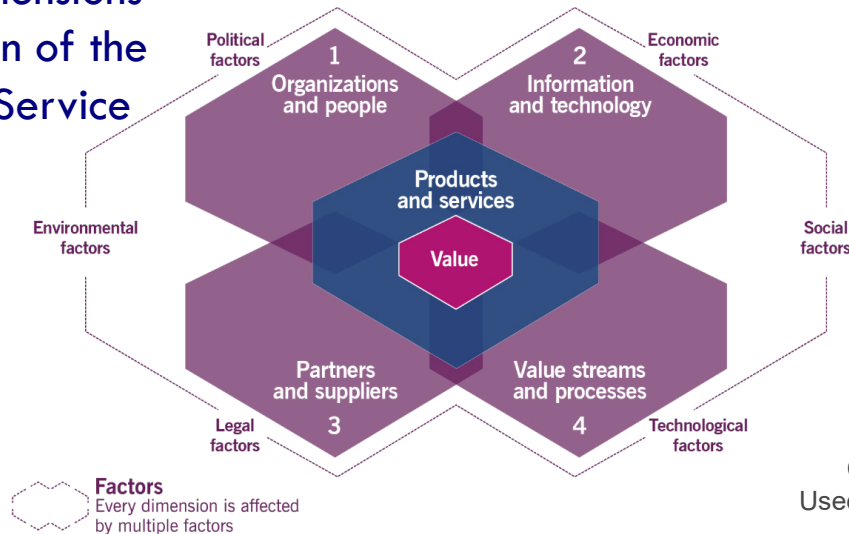 n of the
Service
Political
factors
Economic
factors
1
Organizations
and people
2
Information
and technology
Products
and services
Environmental
factors
Value
Social
factors
Partners
and suppliers
3
Value streams
and processes
4
Legal
factors
Technological
factors
Factors
Every dimension is affected
by multiple factors
Used